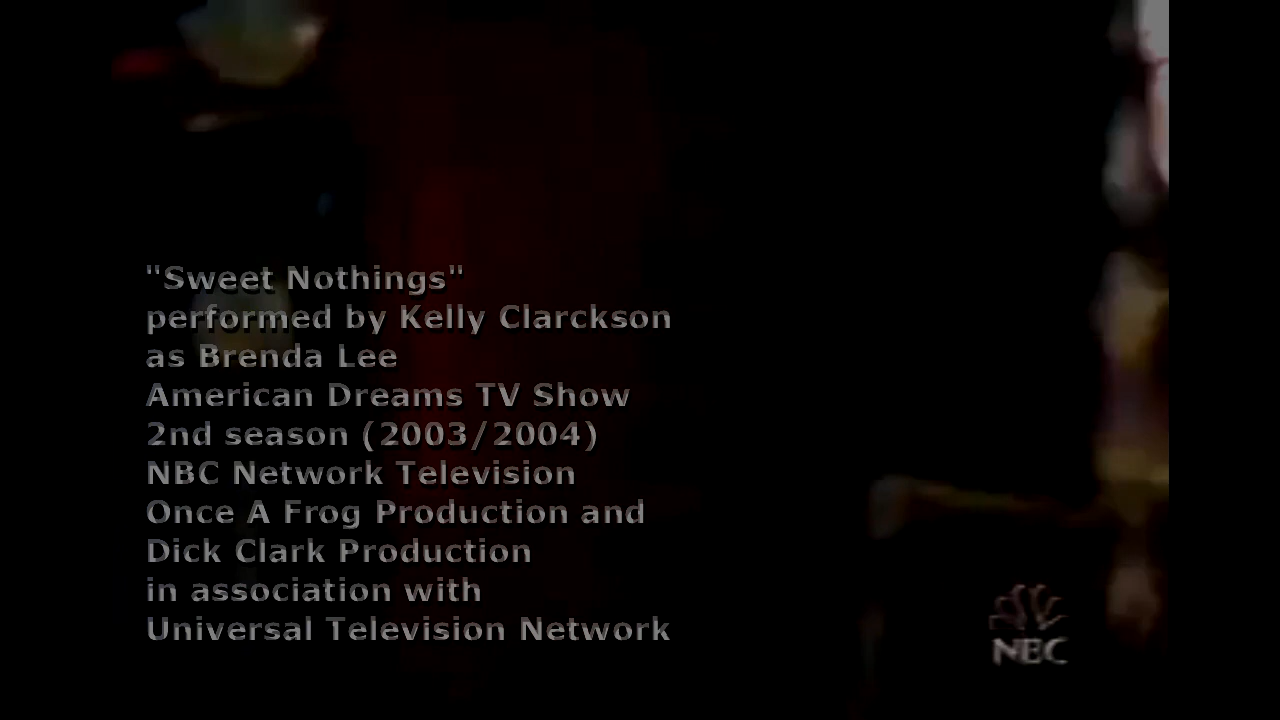 "Sweet Nothings"
performed by Kelly Clarckson
as Brenda Lee
American Dreams TV Show
2nd season (2003/2004)
NBC Network Television
Once A Frog Production and
Dick Clark Production
in association with
Universal Television Network
NBC